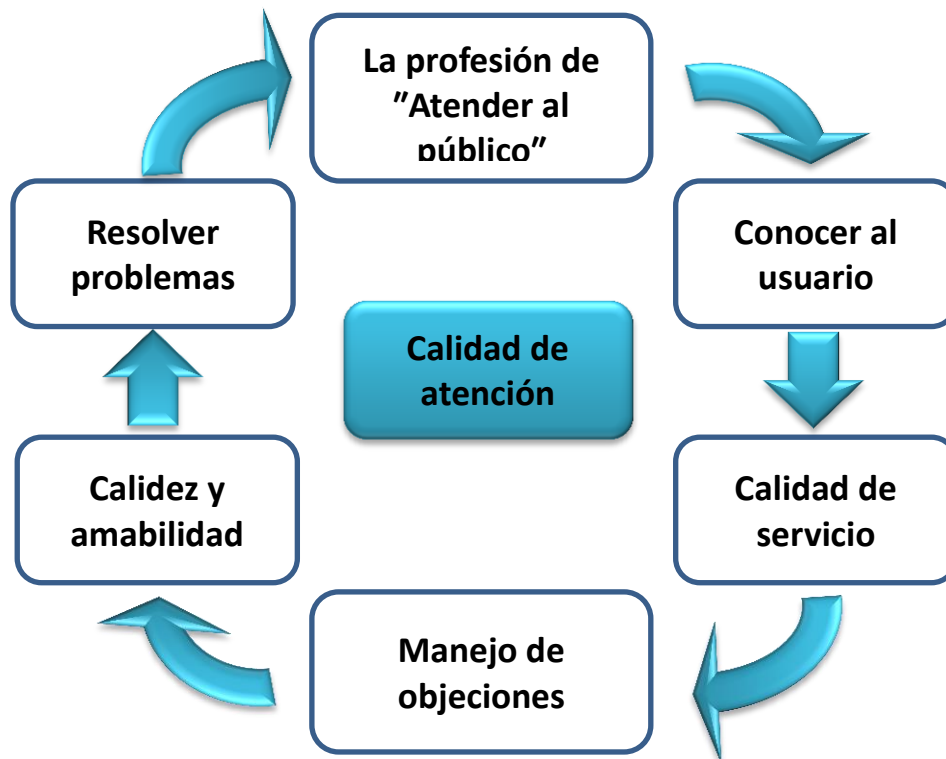 La profesión de
"Atender al
público"
Conocer al
usuario
Calidad de
servicio
Manejo de
objeciones
Calidez y
amabilidad
Resolver
problemas
Calidad de
atención